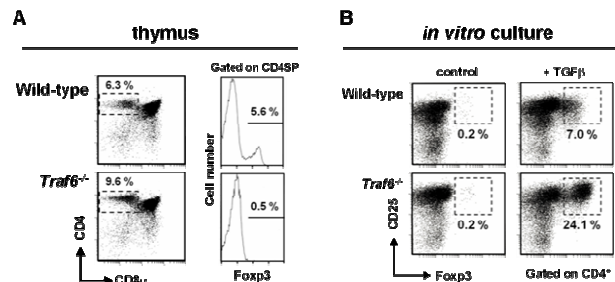 A
thymus
Gated on CD4SP
Wild-type
6.3 %
5.6 %
Traf6-/-
9.6 %
0.5 %
Cell number
CD4
Foxp3
B
in vitro culture
control
+ TGFβ
Wild-type
0.2 %
7.0 %
Traf6-/-
0.2 %
24.1 %
CD25
Foxp3
Gated on CD4+